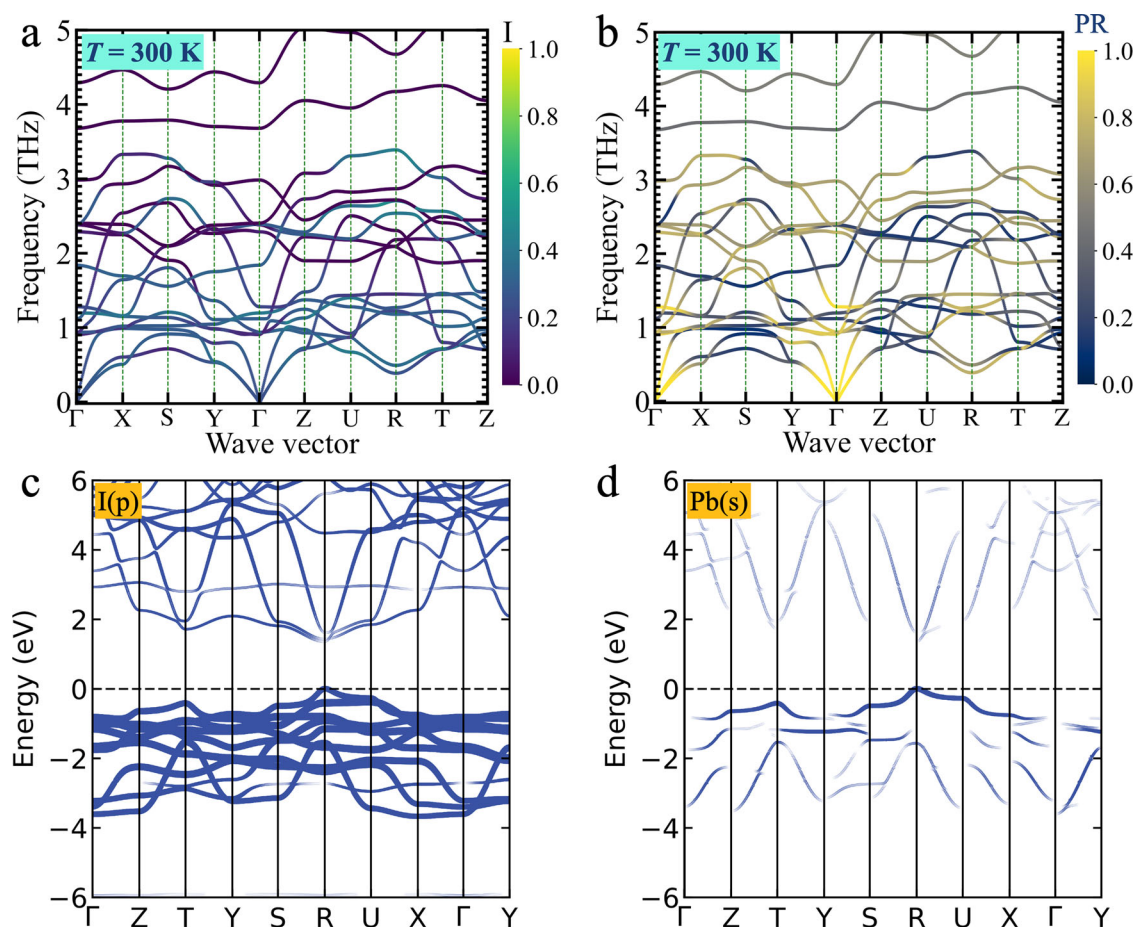 a
T = 300 K
I
5
4
3
2
1
0
Frequency (THz)
Γ X S Y Γ Z U R T Z
Wave vector
1.0
0.8
0.6
0.4
0.2
0.0
b
T = 300 K
PR
5
4
3
2
1
0
Frequency (THz)
Γ X S Y Γ Z U R T Z
Wave vector
1.0
0.8
0.6
0.4
0.2
0.0
c
I(p)
6
4
2
0
−2
−4
−6
Energy (eV)
Γ Z T Y S R U X Γ Y
d
Pb(s)
6
4
2
0
−2
−4
−6
Energy (eV)
Γ Z T Y S R U X Γ Y